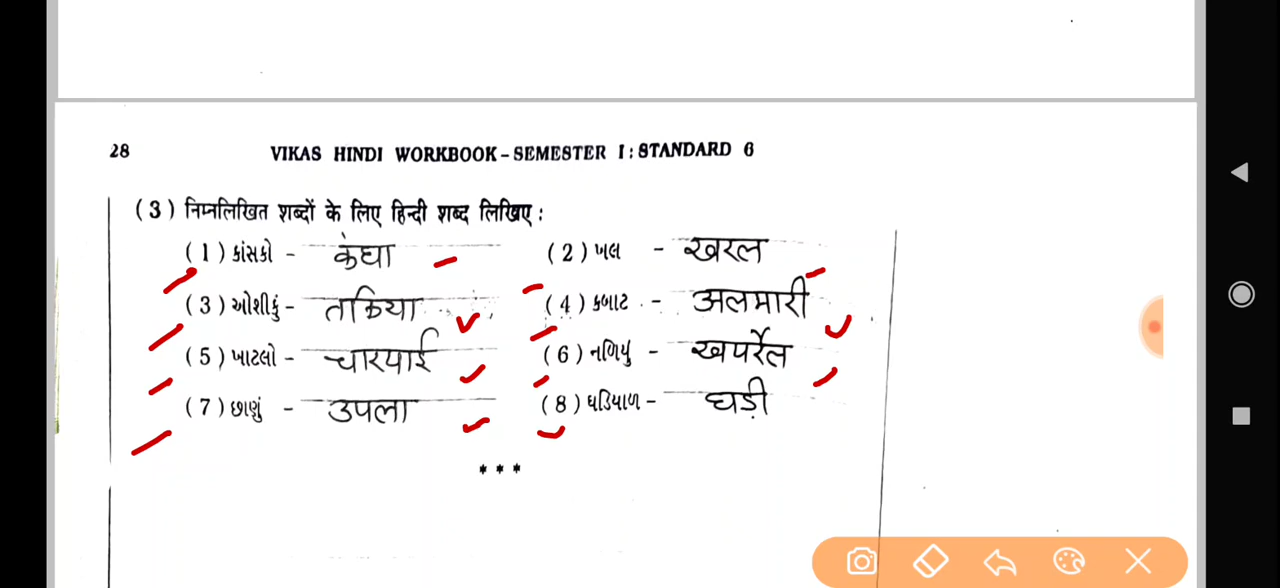 28 VIKAS HINDI WORKBOOK – SEMESTER I : STANDARD 6
(3) निम्नलिखित शब्दों के लिए हिन्दी शब्द लिखिए :
(1) કાંસકો - कंघा (2) ખલ - खरल
(3) ઓશીકું - तकिया (4) કબાટ - अलमारी
(5) ખાટલો - चारपाई (6) નળિયું - खपरैल
(7) છાણું - उपला (8) ઘડિયાળ - घड़ी
* * *